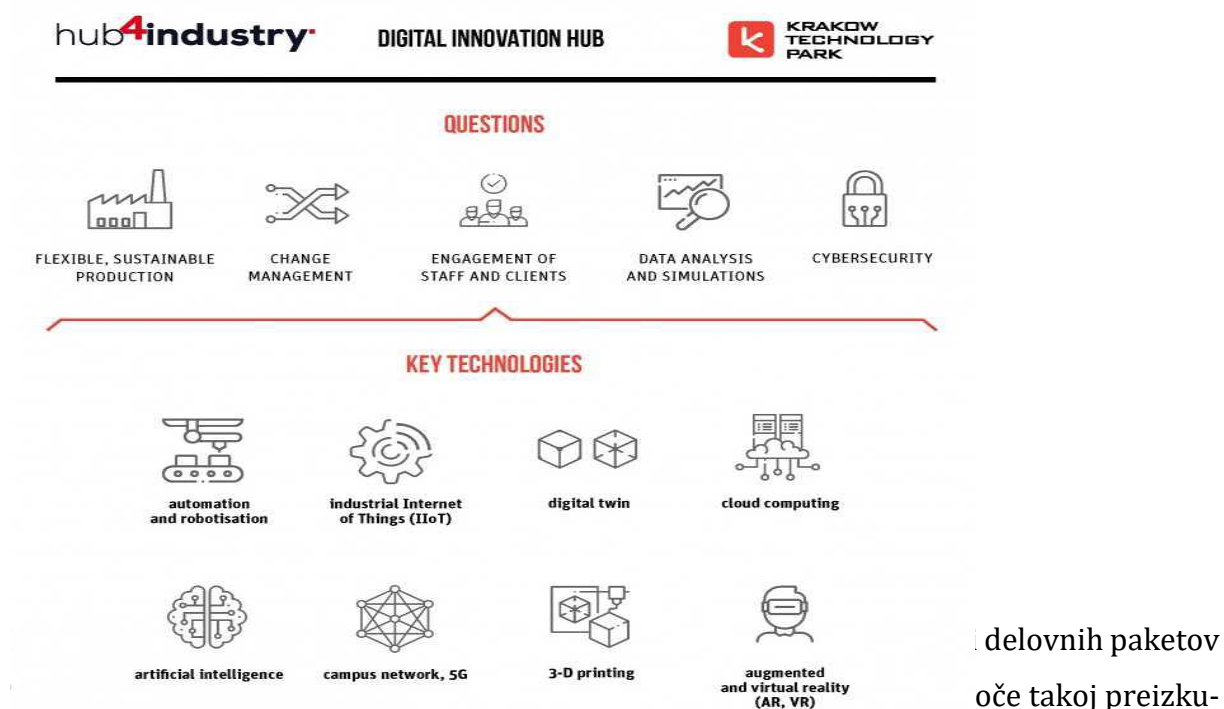 hub4industry
DIGITAL INNOVATION HUB
KRAKOW
TECHNOLOGY
PARK
QUESTIONS
FLEXIBLE, SUSTAINABLE
PRODUCTION
CHANGE
MANAGEMENT
ENGAGEMENT OF
STAFF AND CLIENTS
DATA ANALYSIS
AND SIMULATIONS
CYBERSECURITY
KEY TECHNOLOGIES
automation
and robotisation
industrial Internet
of Things (IIoT)
digital twin
cloud computing
artificial intelligence
campus network, 5G
3-D printing
augmented
and virtual reality
(AR, VR)
delovnih paketov
oče takoj preizku-